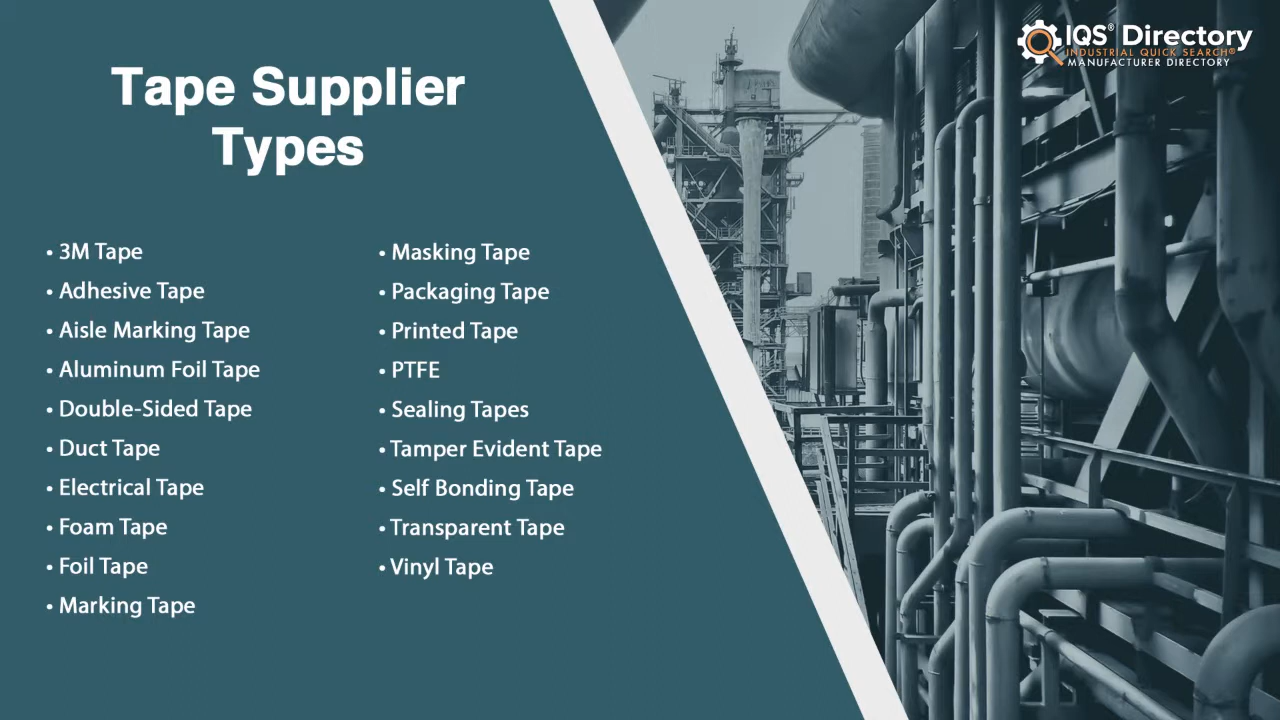 Tape Supplier
Types
• 3M Tape
• Adhesive Tape
• Aisle Marking Tape
• Aluminum Foil Tape
• Double-Sided Tape
• Duct Tape
• Electrical Tape
• Foam Tape
• Foil Tape
• Marking Tape
• Masking Tape
• Packaging Tape
• Printed Tape
• PTFE
• Sealing Tapes
• Tamper Evident Tape
• Self Bonding Tape
• Transparent Tape
• Vinyl Tape
IQS® Directory
INDUSTRIAL QUICK SEARCH®
MANUFACTURER DIRECTORY